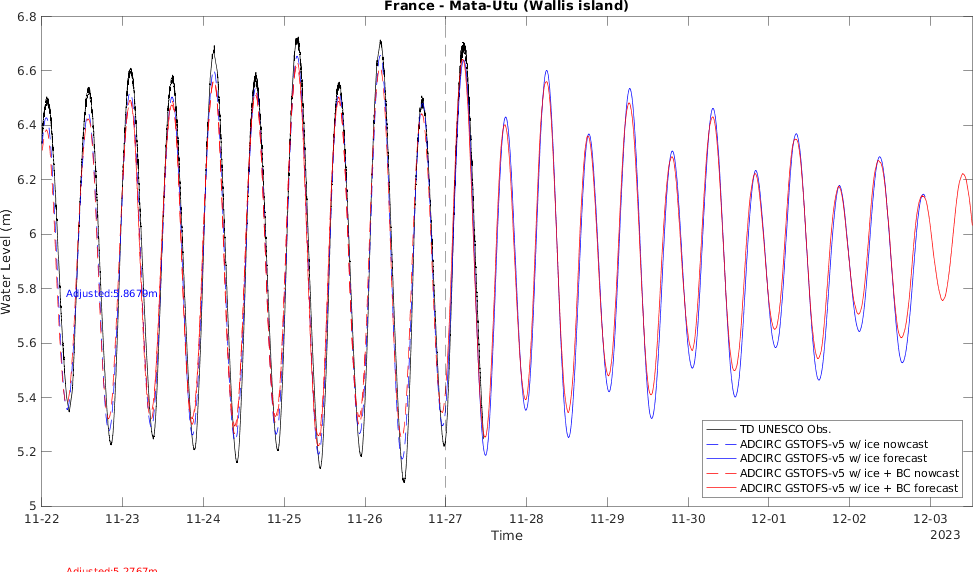 France - Mata-Utu (Wallis island)
6.8
6.6
6.4
6.2
6
5.8
5.6
5.4
5.2
5
Water Level (m)
Adjusted:5.8679m
TD UNESCO Obs.
ADCIRC GSTOFS-v5 w/ ice nowcast
ADCIRC GSTOFS-v5 w/ ice forecast
ADCIRC GSTOFS-v5 w/ ice + BC nowcast
ADCIRC GSTOFS-v5 w/ ice + BC forecast
11-22 11-23 11-24 11-25 11-26 11-27 11-28 11-29 11-30 12-01 12-02 12-03
Time
2023
Adjusted:5.2767m